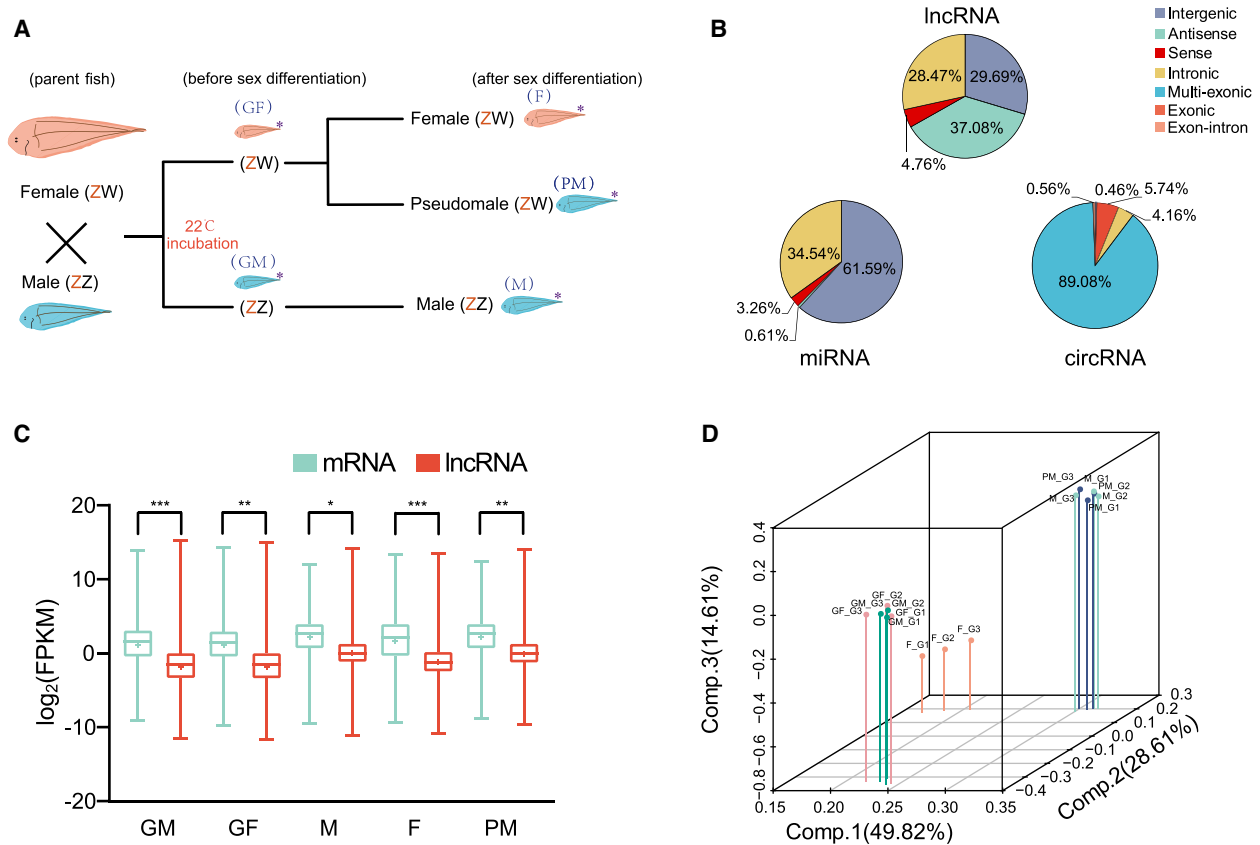 A
(parent fish)
(before sex differentiation)
(after sex differentiation)
(GF)
*
(F)
*
Female (ZW)
(ZW)
Female (ZW)
(PM)
*
Pseudomale (ZW)
22℃
incubation
(GM)
*
Male (ZZ)
(ZZ)
(M)
*
Male (ZZ)
B
lncRNA
28.47%
29.69%
37.08%
4.76%
Intergenic
Antisense
Sense
Intronic
Multi-exonic
Exonic
Exon-intron
34.54%
61.59%
3.26%
0.61%
miRNA
0.56%
0.46%
5.74%
4.16%
89.08%
circRNA
C
mRNA
lncRNA
log2(FPKM)
20
10
0
-10
-20
***
**
*
***
**
GM
GF
M
F
PM
D
Comp.3(14.61%)
0.4
0.2
0.0
−0.2
−0.4
−0.6
−0.8
0.15
0.20
0.25
0.30
0.35
Comp.1(49.82%)
−0.4
−0.3
−0.2
−0.1
0.0
0.1
0.2
0.3
Comp.2(28.61%)
PM_G3
M_G1
PM_G2
M_G3
M_G2
PM_G1
GF_G2
GM_G3
GM_G2
GF_G3
GF_G1
GM_G1
F_G1
F_G2
F_G3